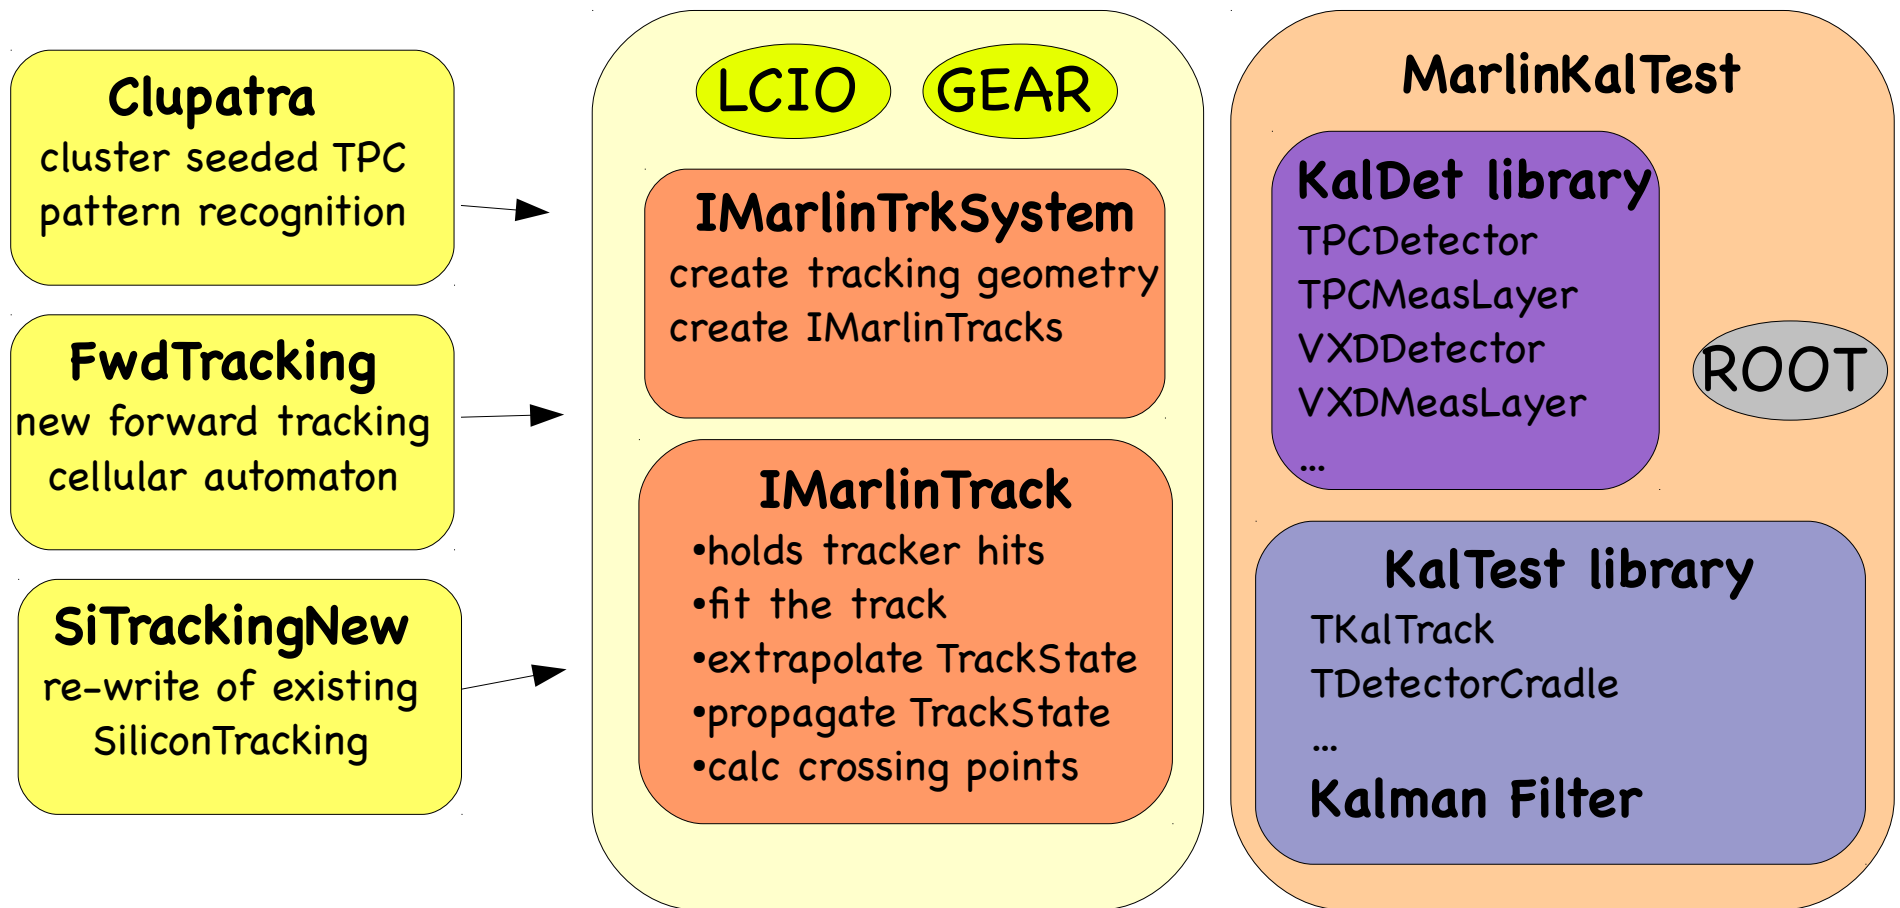 Clupatra
cluster seeded TPC
pattern recognition
FwdTracking
new forward tracking
cellular automaton
SiTrackingNew
re-write of existing
SiliconTracking
LCIO
GEAR
IMarlinTrkSystem
create tracking geometry
create IMarlinTracks
IMarlinTrack
•holds tracker hits
•fit the track
•extrapolate TrackState
•propagate TrackState
•calc crossing points
MarlinKalTest
KalDet library
TPCDetector
TPCMeasLayer
VXDDetector
VXDMeasLayer
...
ROOT
KalTest library
TKalTrack
TDetectorCradle
...
Kalman Filter